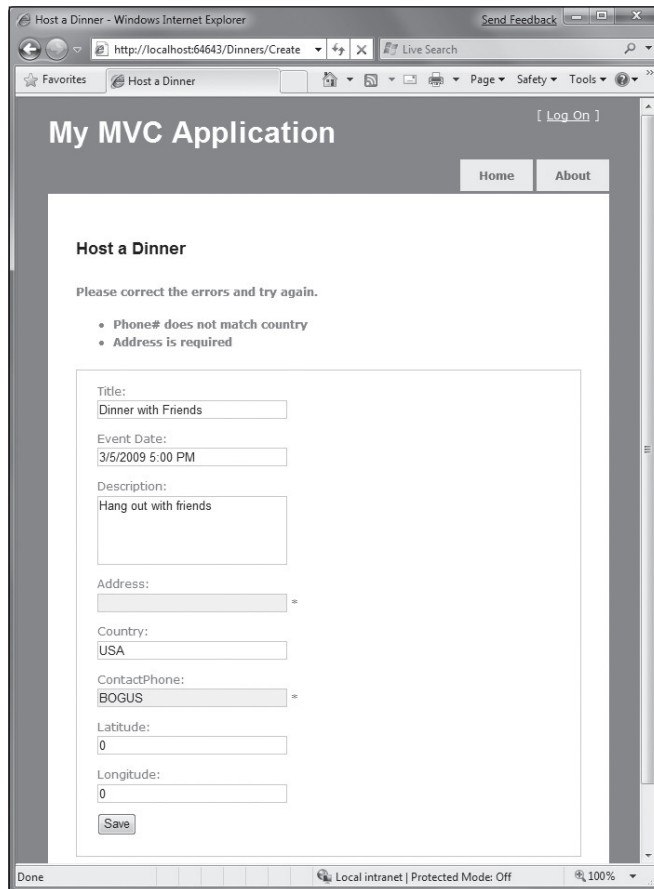 Host a Dinner - Windows Internet Explorer
Send Feedback
http://localhost:64643/Dinners/Create
Live Search
Favorites
Host a Dinner
Page
Safety
Tools
My MVC Application
[ Log On ]
Home
About
Host a Dinner
Please correct the errors and try again.
• Phone# does not match country
• Address is required
Title:
Dinner with Friends
Event Date:
3/5/2009 5:00 PM
Description:
Hang out with friends
Address:
*
Country:
USA
ContactPhone:
BOGUS *
Latitude:
0
Longitude:
0
Save
Done
Local intranet | Protected Mode: Off
100%